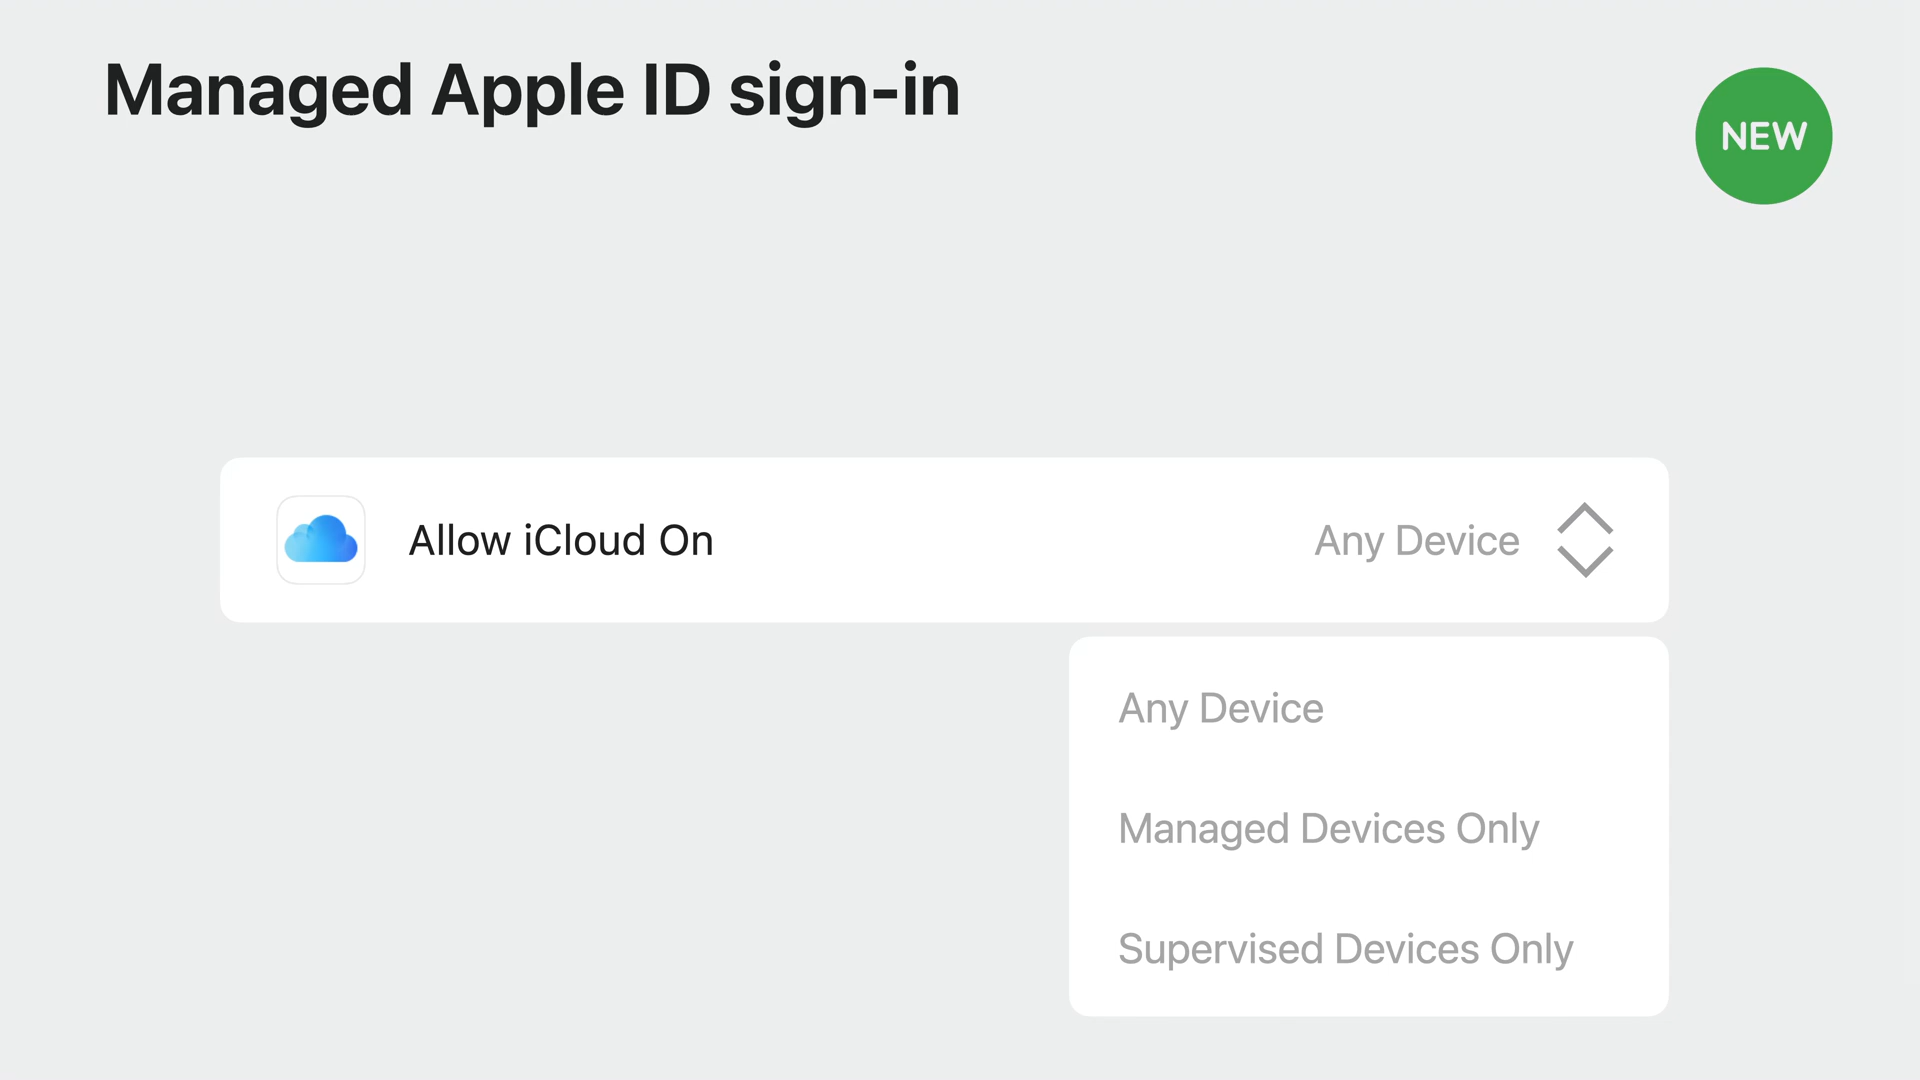 Managed Apple ID sign-in
NEW
Allow iCloud On
Any Device
Any Device
Managed Devices Only
Supervised Devices Only